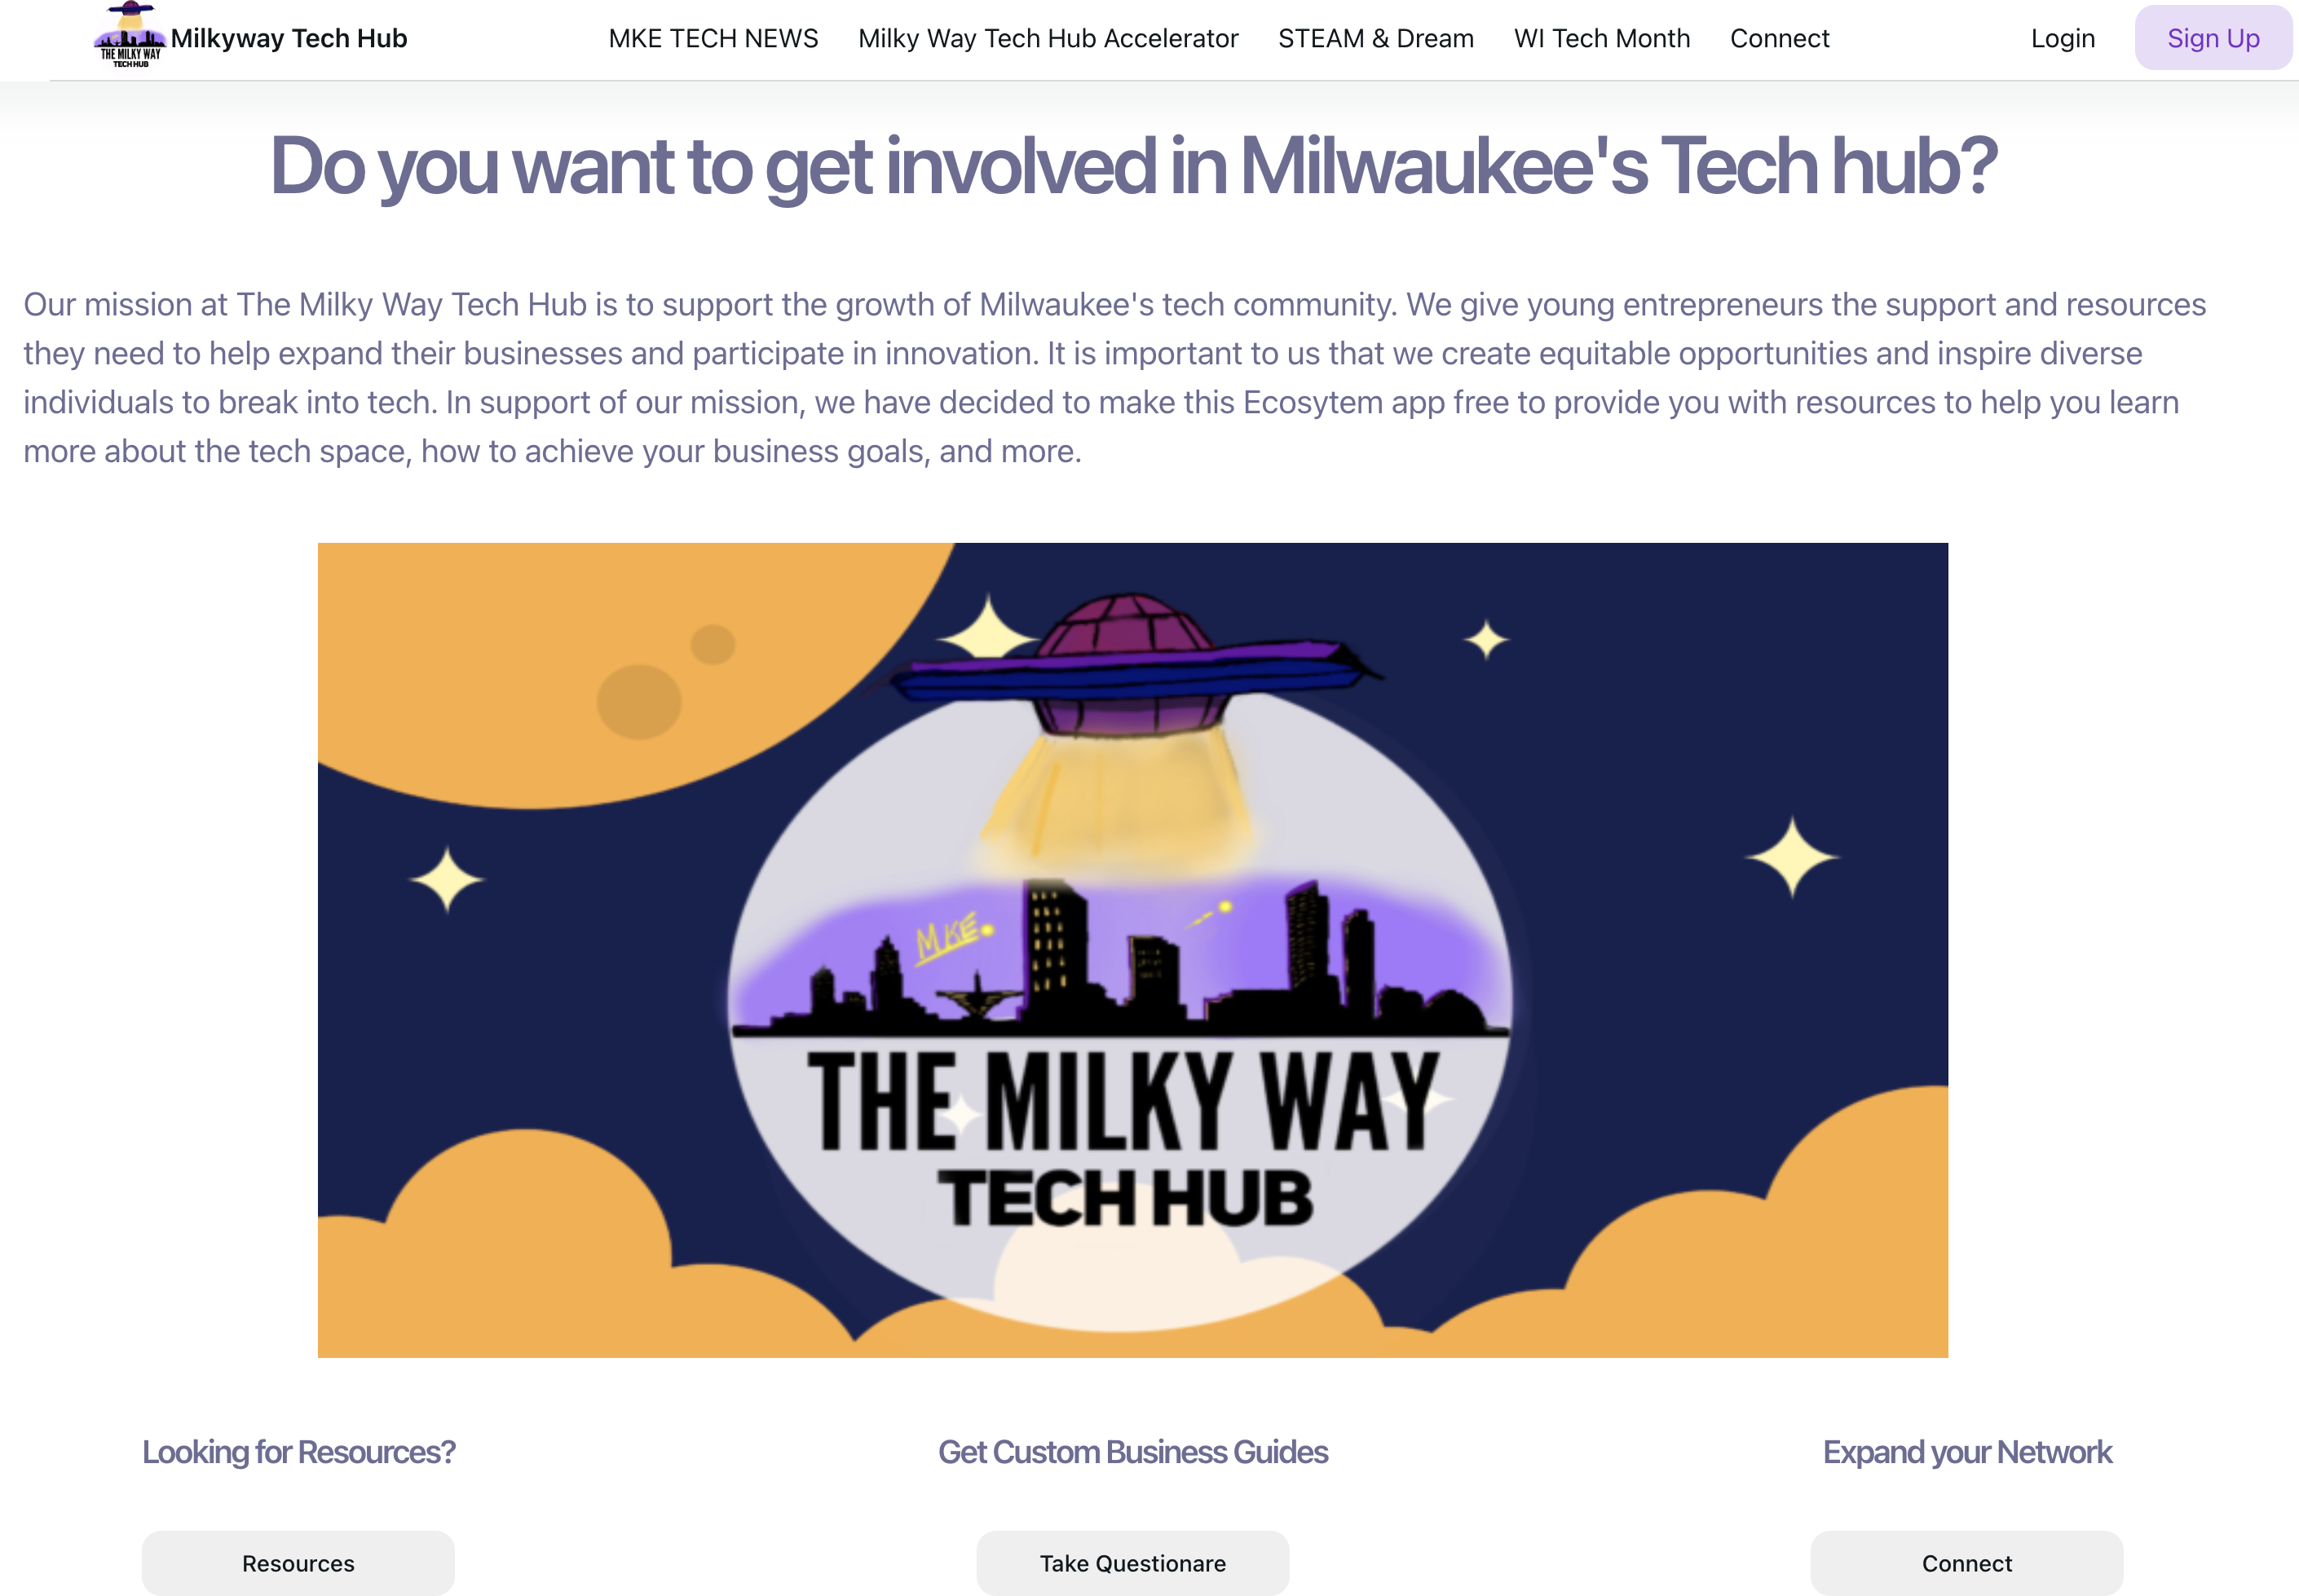 THE MILKY WAY
TECH HUB
Milkyway Tech Hub
MKE TECH NEWS
Milky Way Tech Hub Accelerator
STEAM & Dream
WI Tech Month
Connect
Login
Sign Up
Do you want to get involved in Milwaukee's Tech hub?
Our mission at The Milky Way Tech Hub is to support the growth of Milwaukee's tech community. We give young entrepreneurs the support and resources
they need to help expand their businesses and participate in innovation. It is important to us that we create equitable opportunities and inspire diverse
individuals to break into tech. In support of our mission, we have decided to make this Ecosytem app free to provide you with resources to help you learn
more about the tech space, how to achieve your business goals, and more.
MKE
THE MILKY WAY
TECH HUB
Looking for Resources?
Get Custom Business Guides
Expand your Network
Resources
Take Questionare
Connect